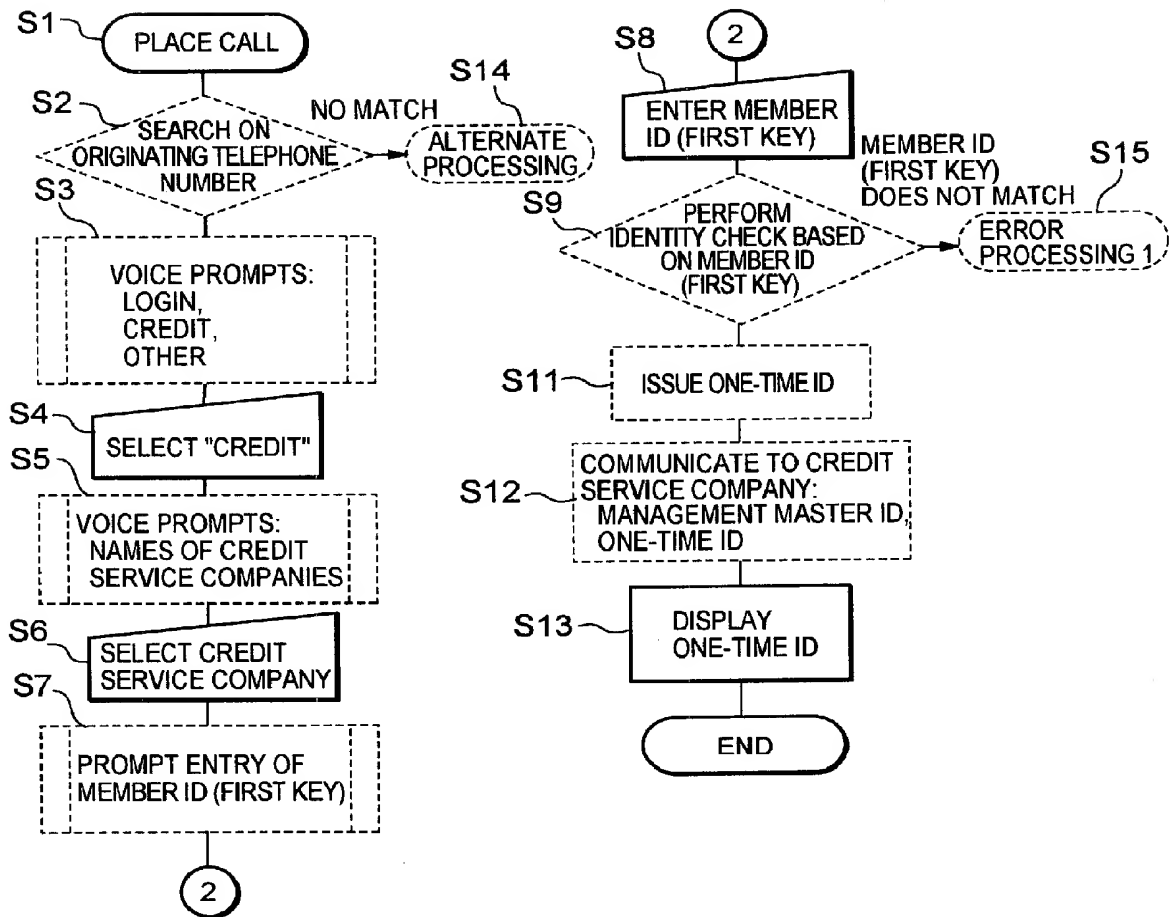 S1
PLACE CALL
S2
SEARCH ON
ORIGINATING TELEPHONE
NUMBER
NO MATCH
S14
ALTERNATE
PROCESSING
S3
VOICE PROMPTS:
LOGIN,
CREDIT,
OTHER
S4
SELECT "CREDIT"
S5
VOICE PROMPTS:
NAMES OF CREDIT
SERVICE COMPANIES
S6
SELECT CREDIT
SERVICE COMPANY
S7
PROMPT ENTRY OF
MEMBER ID (FIRST KEY)
2
2
S8
ENTER MEMBER
ID (FIRST KEY)
S9
PERFORM
IDENTITY CHECK BASED
ON MEMBER ID
(FIRST KEY)
MEMBER ID
(FIRST KEY)
DOES NOT MATCH
S15
ERROR
PROCESSING 1
S11
ISSUE ONE-TIME ID
S12
COMMUNICATE TO CREDIT
SERVICE COMPANY:
MANAGEMENT MASTER ID,
ONE-TIME ID
S13
DISPLAY
ONE-TIME ID
END